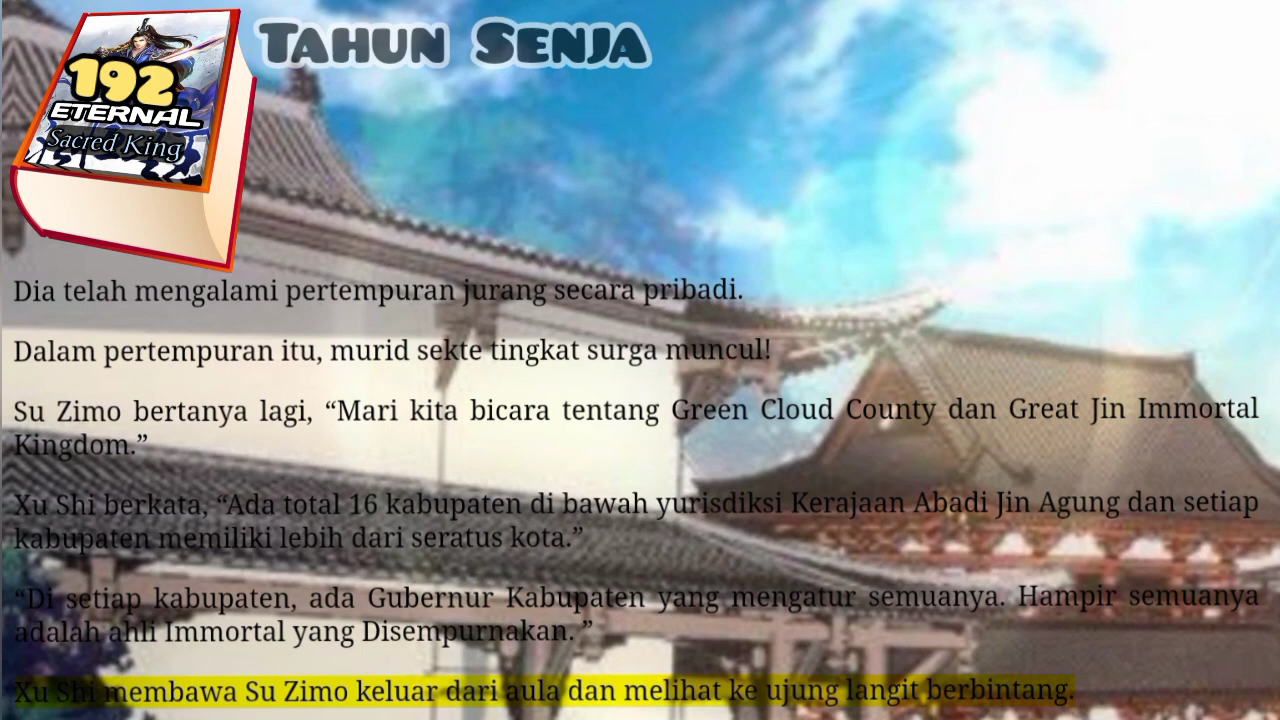 Tahun Senja
192
ETERNAL
Sacred King
Dia telah mengalami pertempuran jurang secara pribadi.
Dalam pertempuran itu, murid sekte tingkat surga muncul!
Su Zimo bertanya lagi, “Mari kita bicara tentang Green Cloud County dan Great Jin Immortal
Kingdom.”
Xu Shi berkata, “Ada total 16 kabupaten di bawah yurisdiksi Kerajaan Abadi Jin Agung dan setiap
kabupaten memiliki lebih dari seratus kota.”
“Di setiap kabupaten, ada Gubernur Kabupaten yang mengatur semuanya. Hampir semuanya
adalah ahli Immortal yang Disempurnakan. ”
Xu Shi membawa Su Zimo keluar dari aula dan melihat ke ujung langit berbintang.